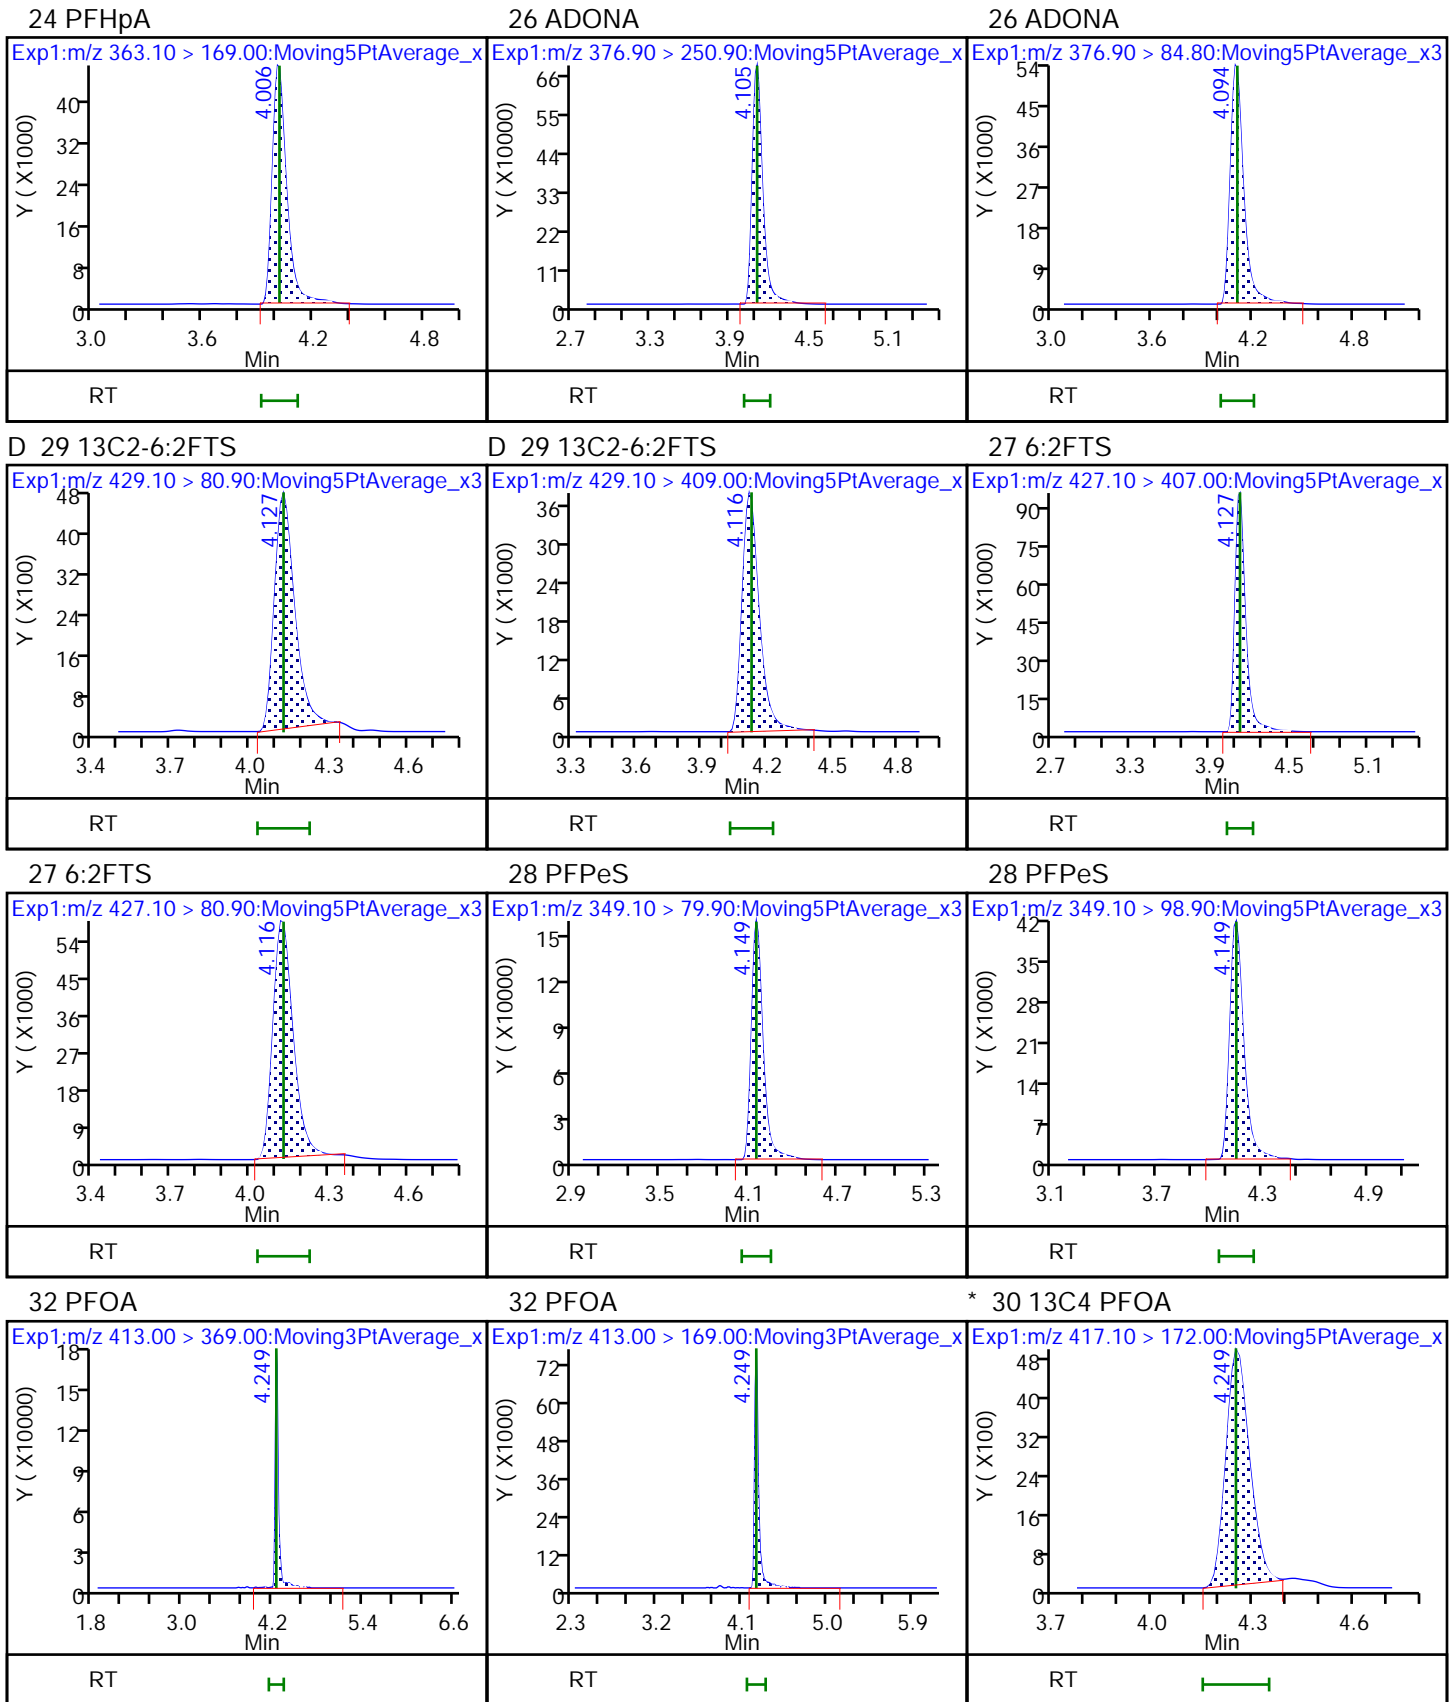 24 PFHpA
26 ADONA
26 ADONA
Exp1:m/z 363.10 > 169.00:Moving5PtAverage_x
Exp1:m/z 376.90 > 250.90:Moving5PtAverage_x
Exp1:m/z 376.90 > 84.80:Moving5PtAverage_x3
4.006
4.105
4.094
Y ( X1000)
Y ( X10000)
Y ( X1000)
40
32
24
16
8
0
66
55
44
33
22
11
0
54
45
36
27
18
9
0
3.0 3.6 4.2 4.8
2.7 3.3 3.9 4.5 5.1
3.0 3.6 4.2 4.8
Min
Min
Min
RT
RT
RT
D 29 13C2-6:2FTS
D 29 13C2-6:2FTS
27 6:2FTS
Exp1:m/z 429.10 > 80.90:Moving5PtAverage_x3
Exp1:m/z 429.10 > 409.00:Moving5PtAverage_x
Exp1:m/z 427.10 > 407.00:Moving5PtAverage_x
4.127
4.116
4.127
Y ( X100)
Y ( X1000)
Y ( X1000)
48
40
32
24
16
8
0
36
30
24
18
12
6
0
90
75
60
45
30
15
0
3.4 3.7 4.0 4.3 4.6
3.3 3.6 3.9 4.2 4.5 4.8
2.7 3.3 3.9 4.5 5.1
Min
Min
Min
RT
RT
RT
27 6:2FTS
28 PFPeS
28 PFPeS
Exp1:m/z 427.10 > 80.90:Moving5PtAverage_x3
Exp1:m/z 349.10 > 79.90:Moving5PtAverage_x3
Exp1:m/z 349.10 > 98.90:Moving5PtAverage_x3
4.116
4.149
4.149
Y ( X1000)
Y ( X10000)
Y ( X1000)
54
45
36
27
18
9
0
15
12
9
6
3
0
42
35
28
21
14
7
0
3.4 3.7 4.0 4.3 4.6
2.9 3.5 4.1 4.7 5.3
3.1 3.7 4.3 4.9
Min
Min
Min
RT
RT
RT
32 PFOA
32 PFOA
* 30 13C4 PFOA
Exp1:m/z 413.00 > 369.00:Moving3PtAverage_x
Exp1:m/z 413.00 > 169.00:Moving3PtAverage_x
Exp1:m/z 417.10 > 172.00:Moving5PtAverage_x
4.249
4.249
4.249
Y ( X10000)
Y ( X1000)
Y ( X100)
18
15
12
9
6
3
0
72
60
48
36
24
12
0
48
40
32
24
16
8
0
1.8 3.0 4.2 5.4 6.6
2.3 3.2 4.1 5.0 5.9
3.7 4.0 4.3 4.6
Min
Min
Min
RT
RT
RT